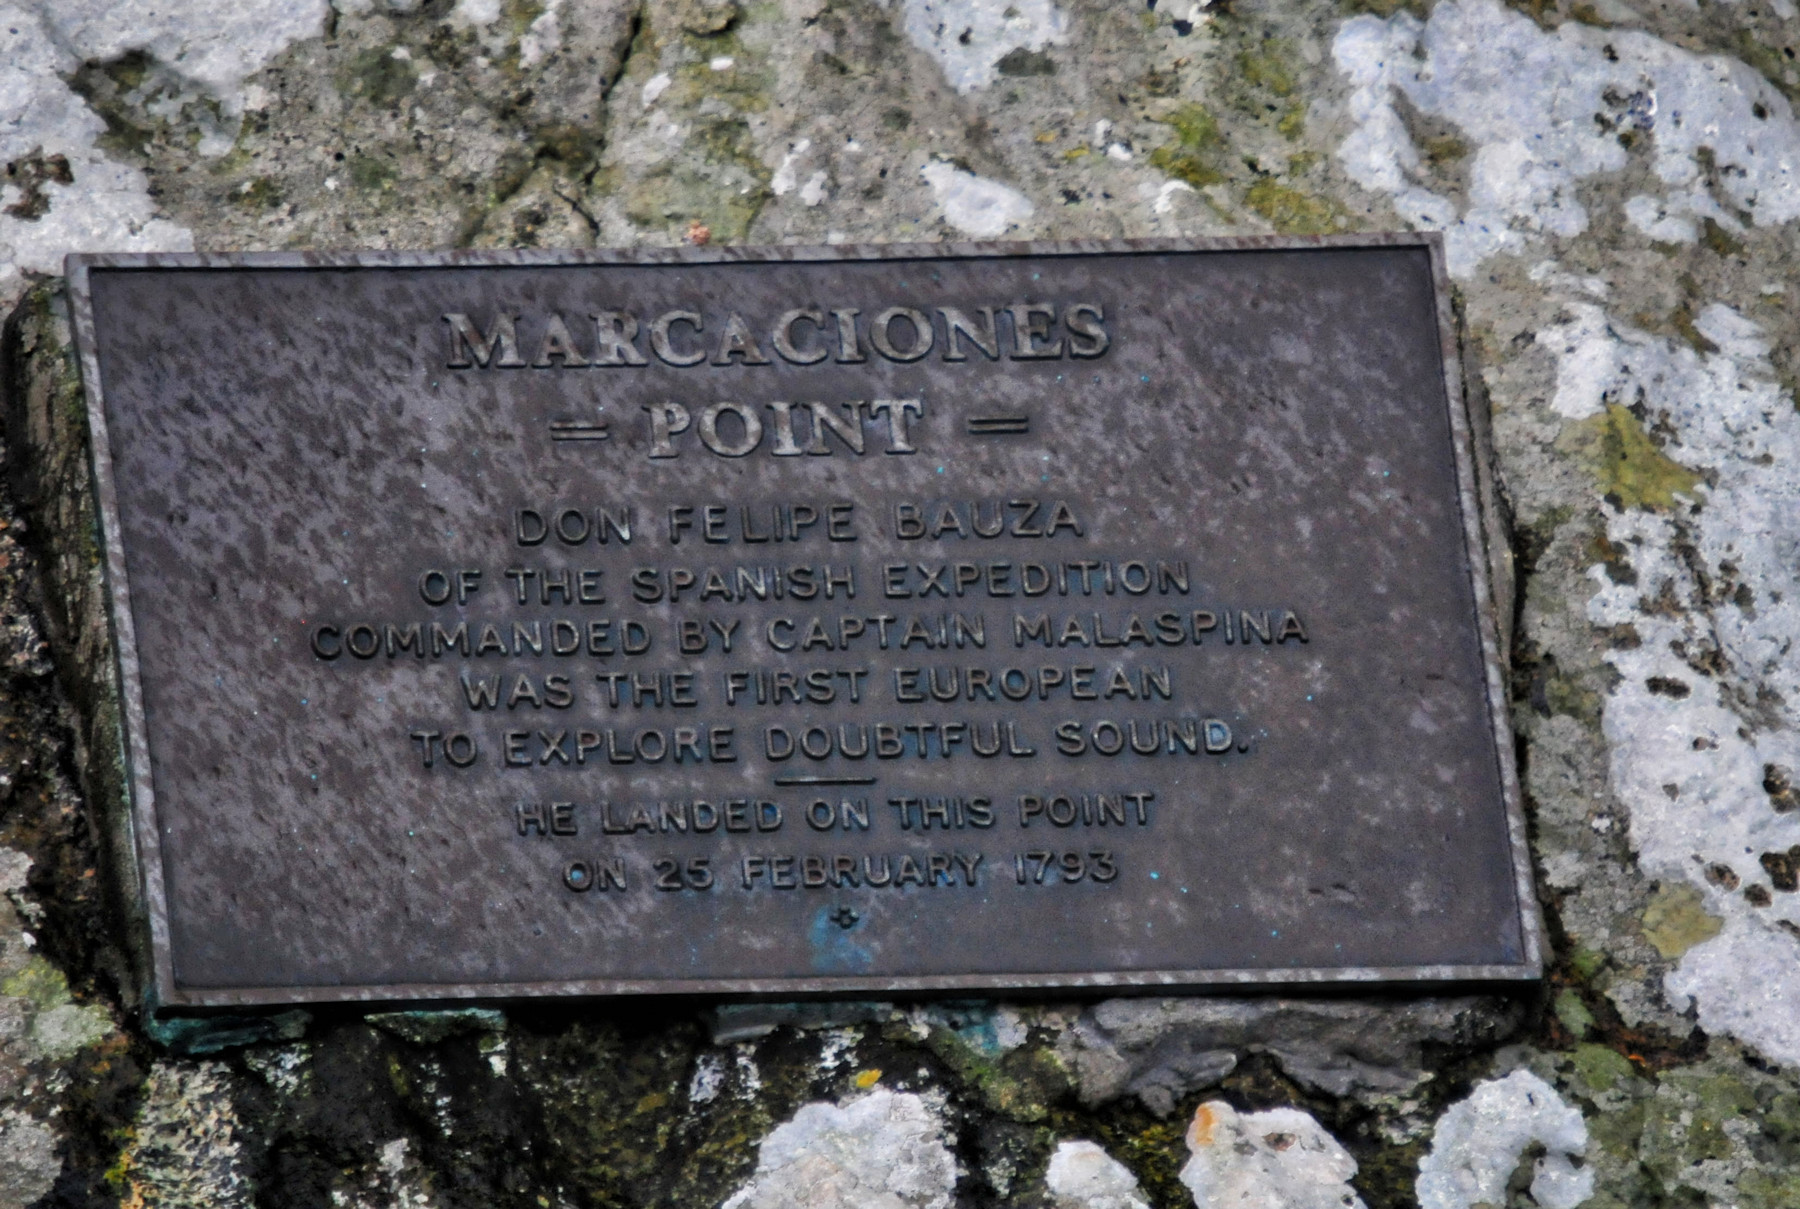 MARCACIONES
= POINT =
DON FELIPE BAUZA
OF THE SPANISH EXPEDITION
COMMANDED BY CAPTAIN MALASPINA
WAS THE FIRST EUROPEAN
TO EXPLORE DOUBTFUL SOUND.
HE LANDED ON THIS POINT
ON 25 FEBRUARY 1793